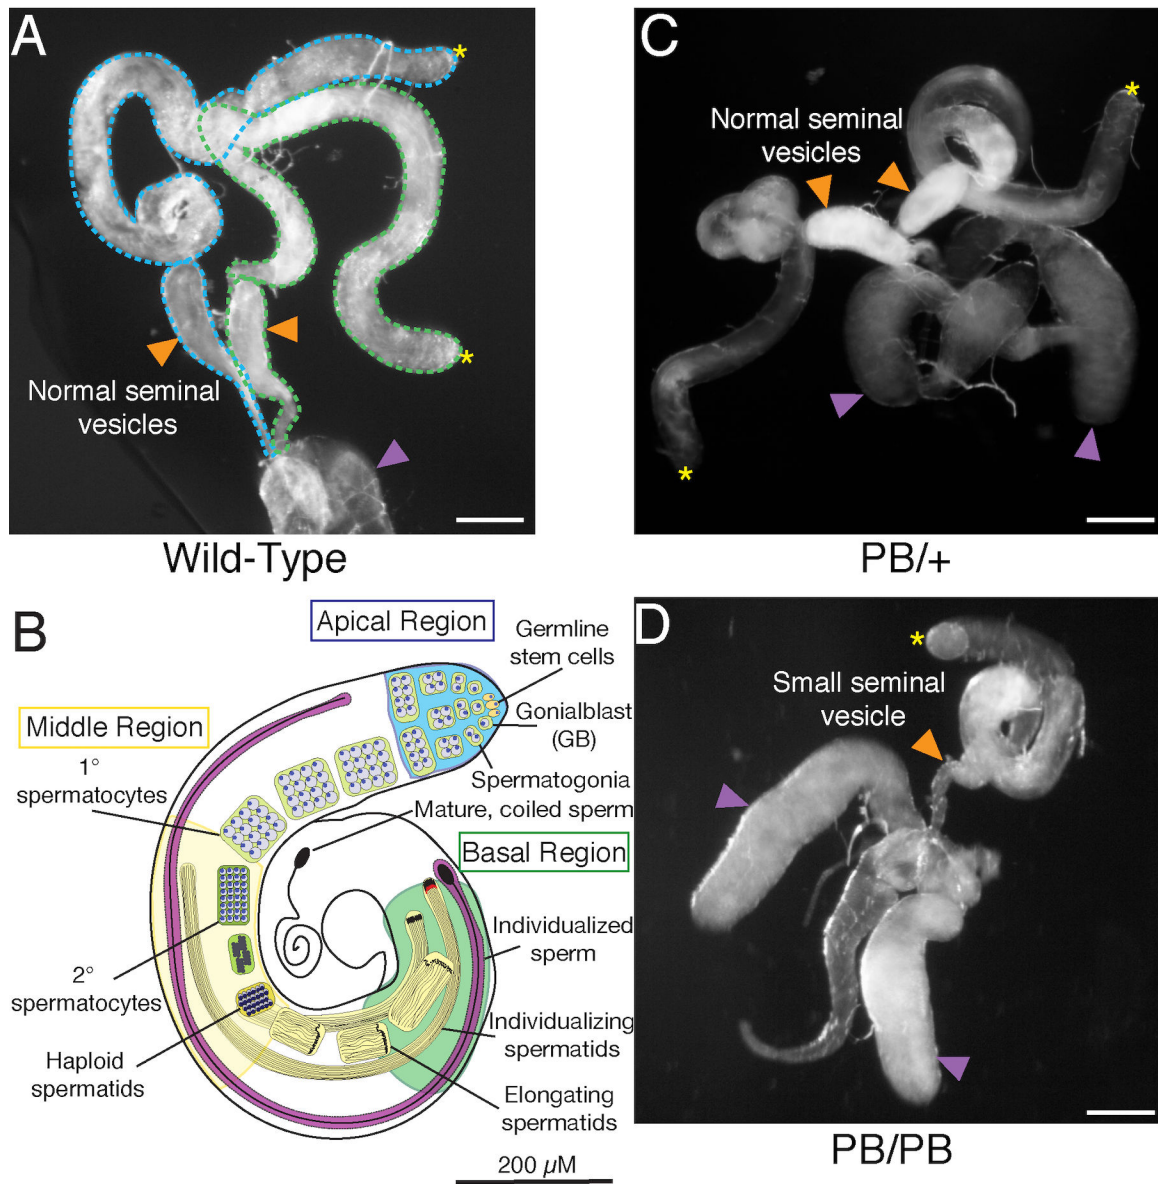 A
*
*
Normal seminal
vesicles
Wild-Type
C
*
Normal seminal
vesicles
*
PB/+
B
Apical Region
Germline
stem cells
Middle Region
Gonialblast
(GB)
1°
spermatocytes
Spermatogonia
Mature, coiled sperm
Basal Region
Individualized
sperm
2°
spermatocytes
Individualizing
spermatids
Haploid
spermatids
Elongating
spermatids
200 µM
D
*
Small seminal
vesicle
PB/PB